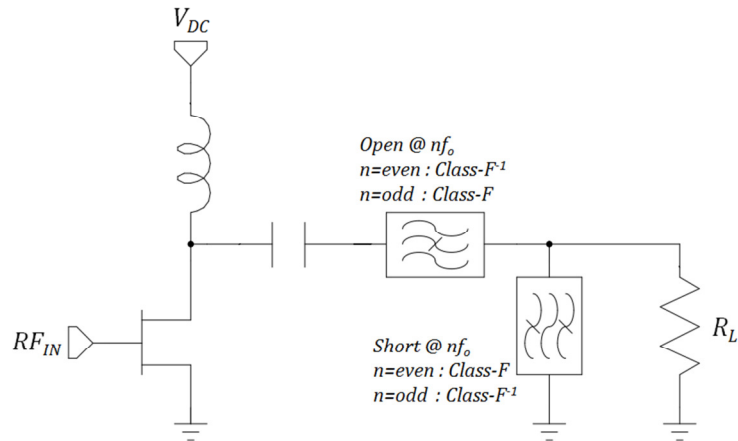 V_DC
Open @ nf_o
n=even : Class-F⁻¹
n=odd : Class-F
RF_IN
Short @ nf_o
n=even : Class-F
n=odd : Class-F⁻¹
R_L